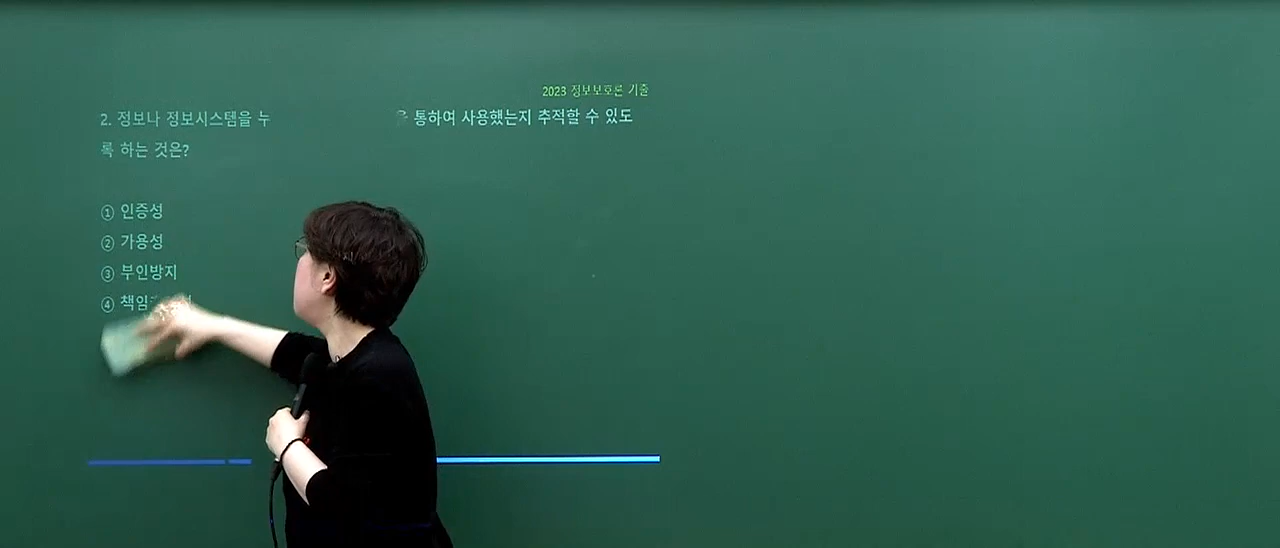 2023 정보보호론 기출
2. 정보나 정보시스템을 누 통하여 사용했는지 추적할 수 있도
록 하는 것은?
① 인증성
② 가용성
③ 부인방지
④ 책임